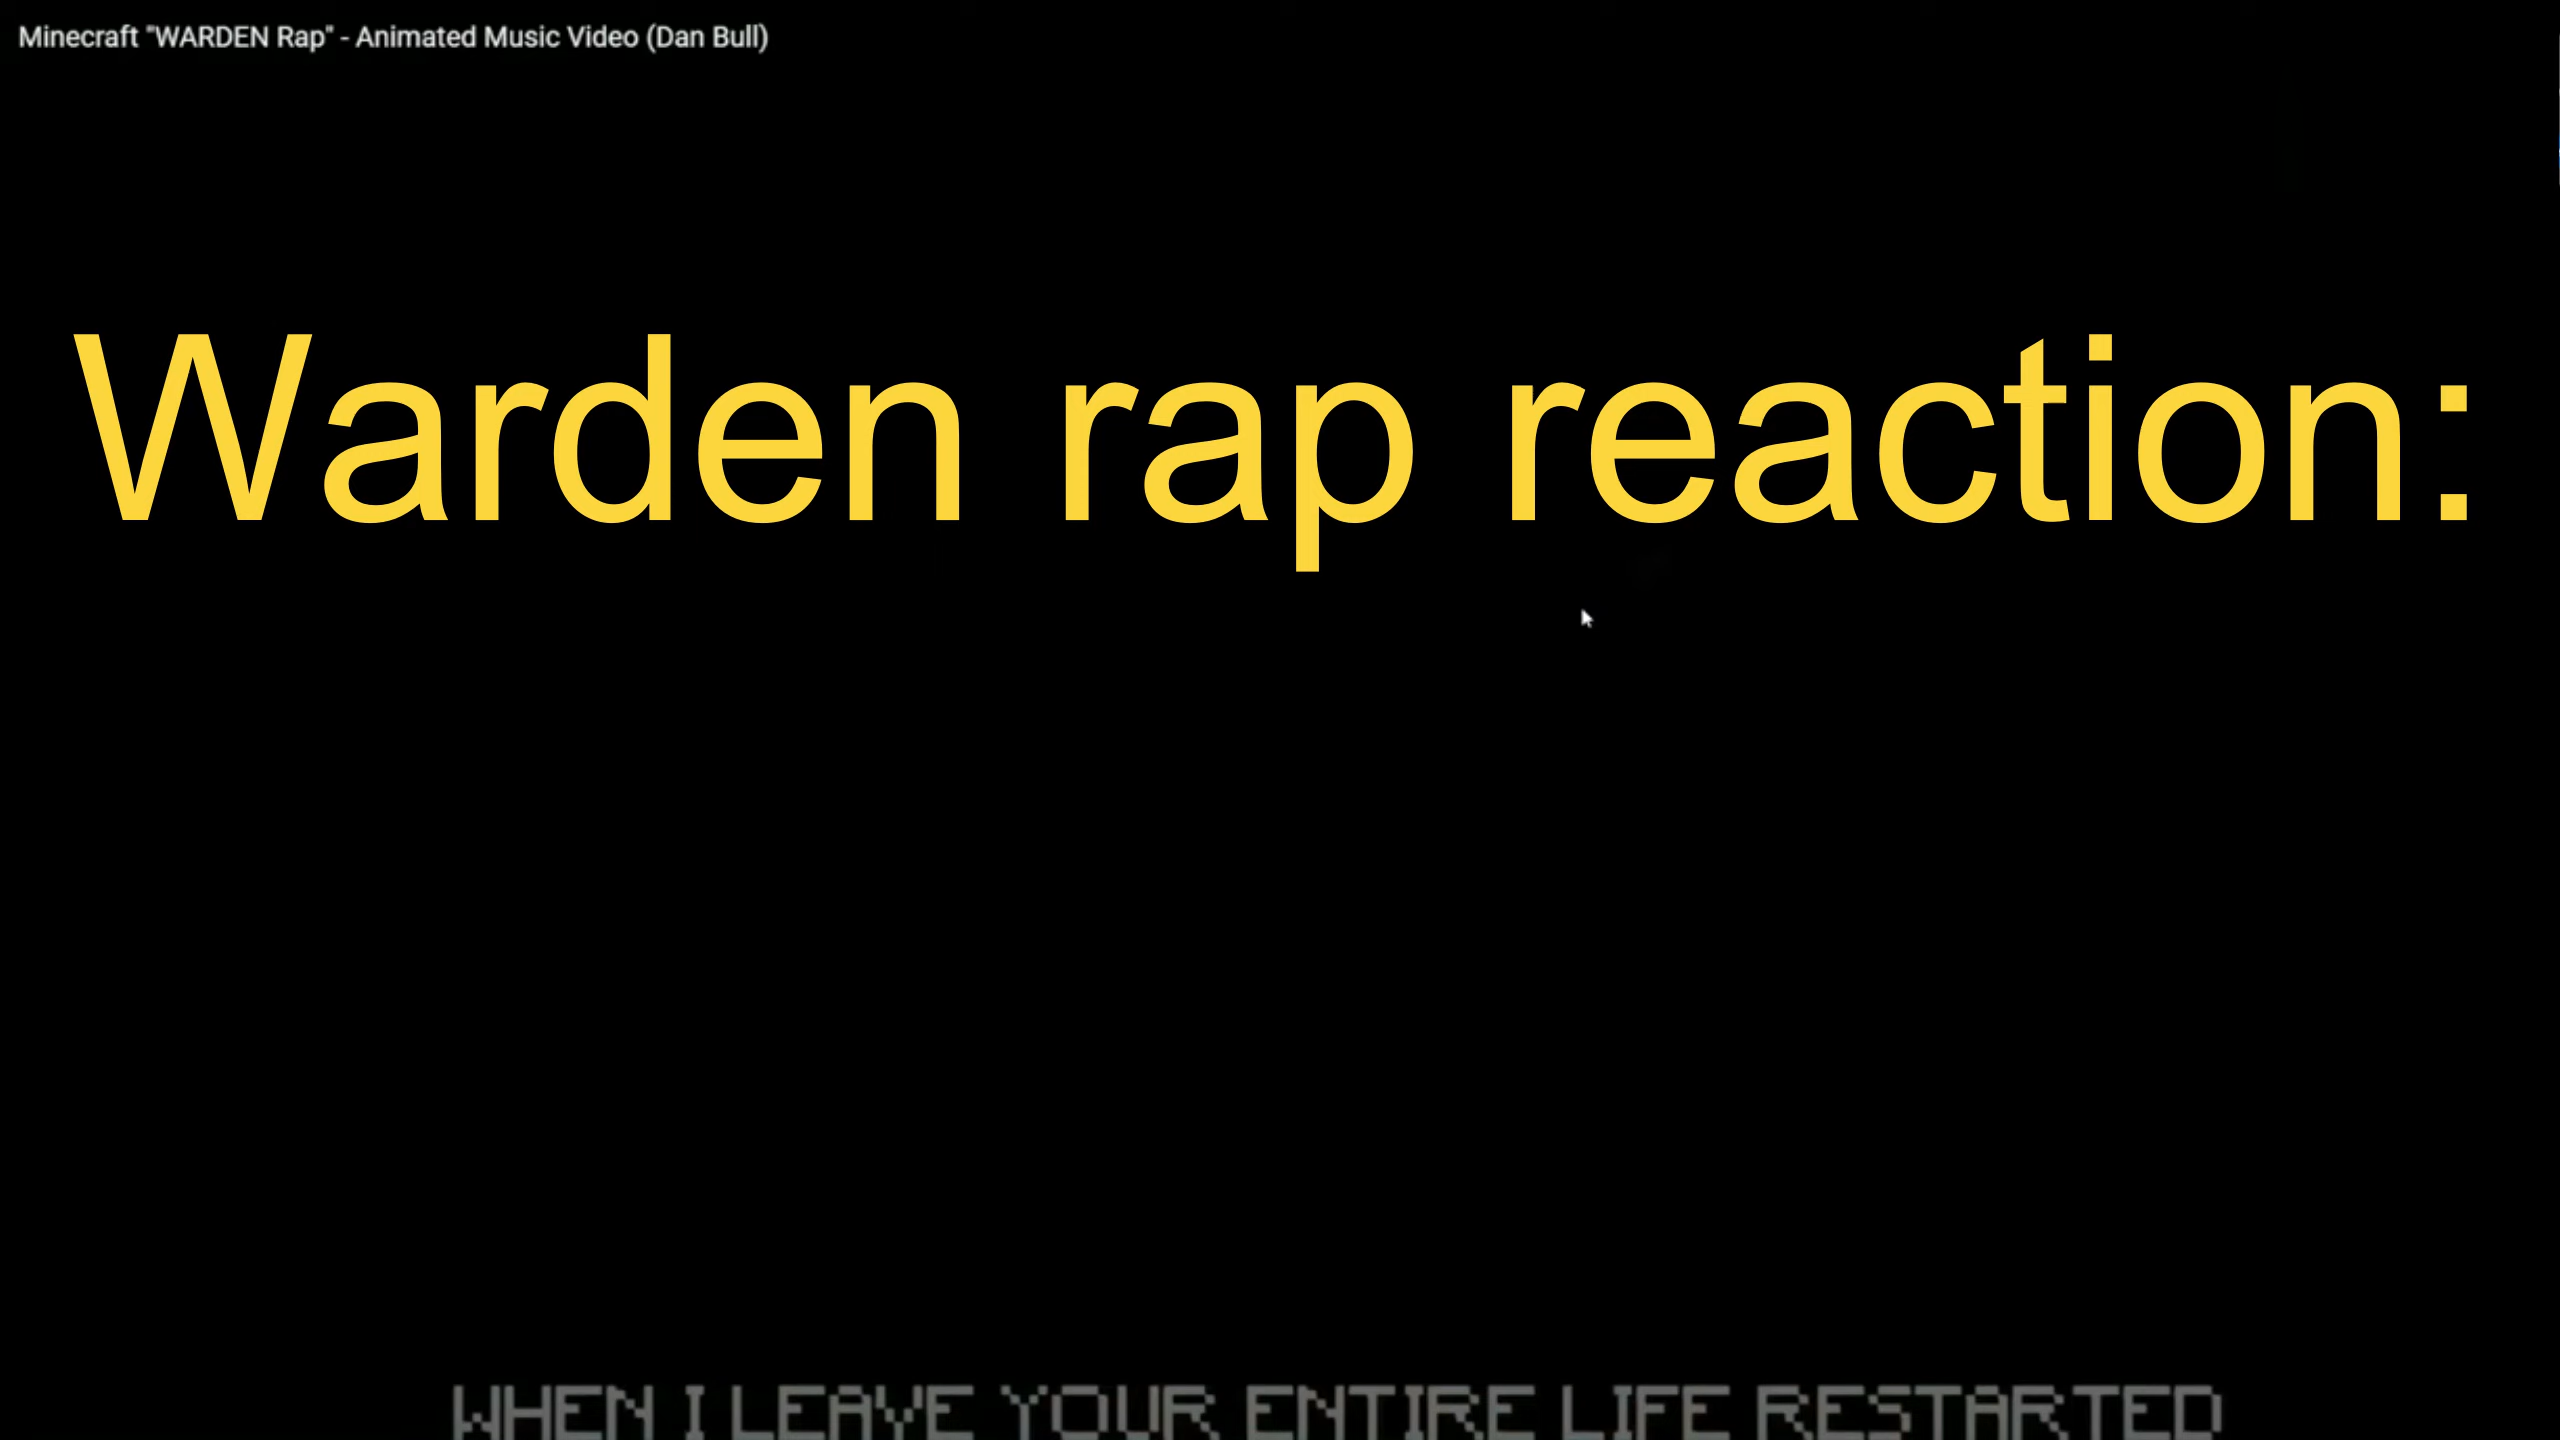 Minecraft "WARDEN Rap" - Animated Music Video (Dan Bull)
Warden rap reaction:
WHEN I LEAVE YOUR ENTIRE LIFE RESTARTED